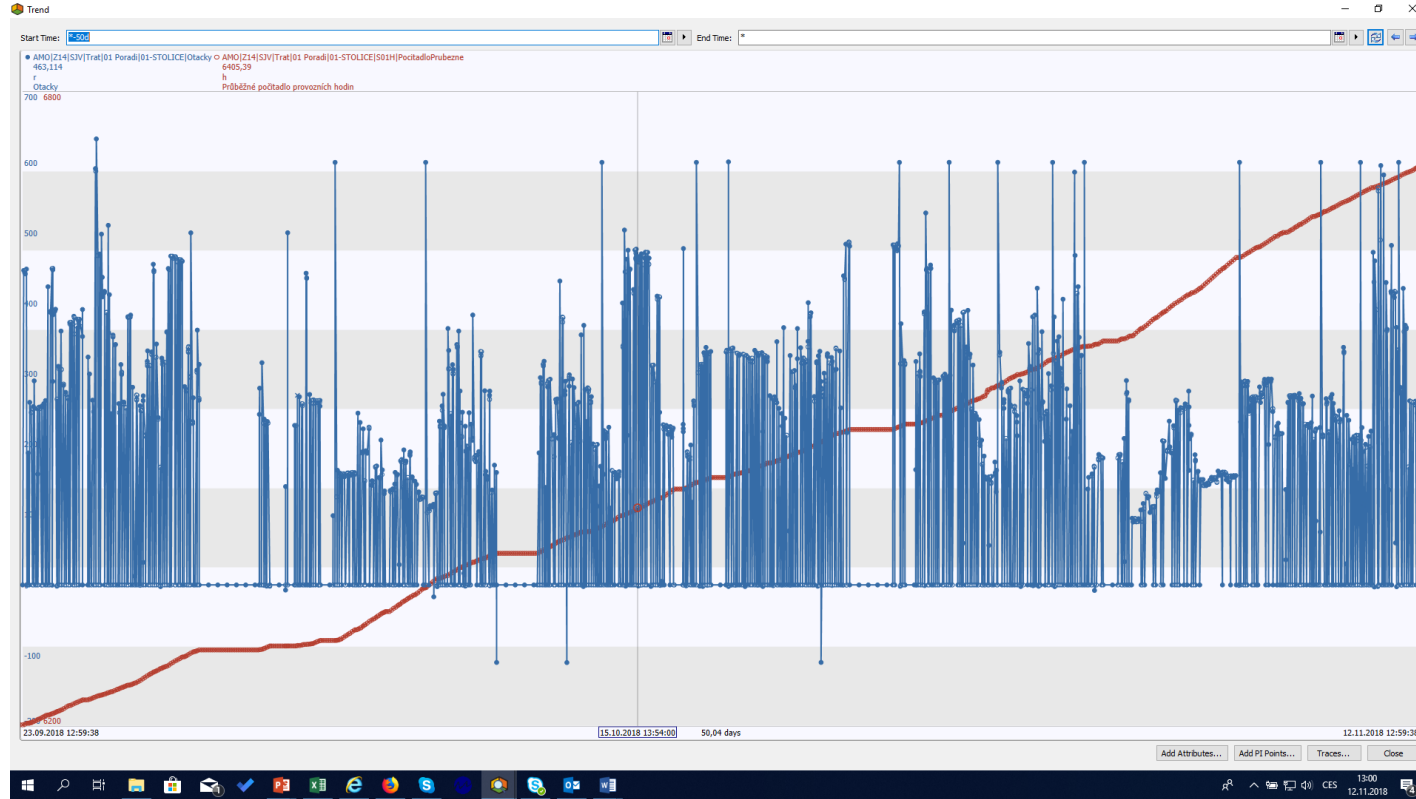 Trend
Start Time: *-50d End Time: *
AMO|Z14|SJV|Trat|01 Poradi|01-STOLICE|Otacky AMO|Z14|SJV|Trat|01 Poradi|01-STOLICE|S01H|PocitadloPrubezne
463,114 6405,39
r h
Otacky Průběžné počítadlo provozních hodin
700 6800
600
500
400
300
200
-100
6200
23.09.2018 12:59:38 15.10.2018 13:54:00 50,04 days 12.11.2018 12:59:38
Add Attributes... Add PI Points... Traces... Close
CES 13:00
12.11.2018